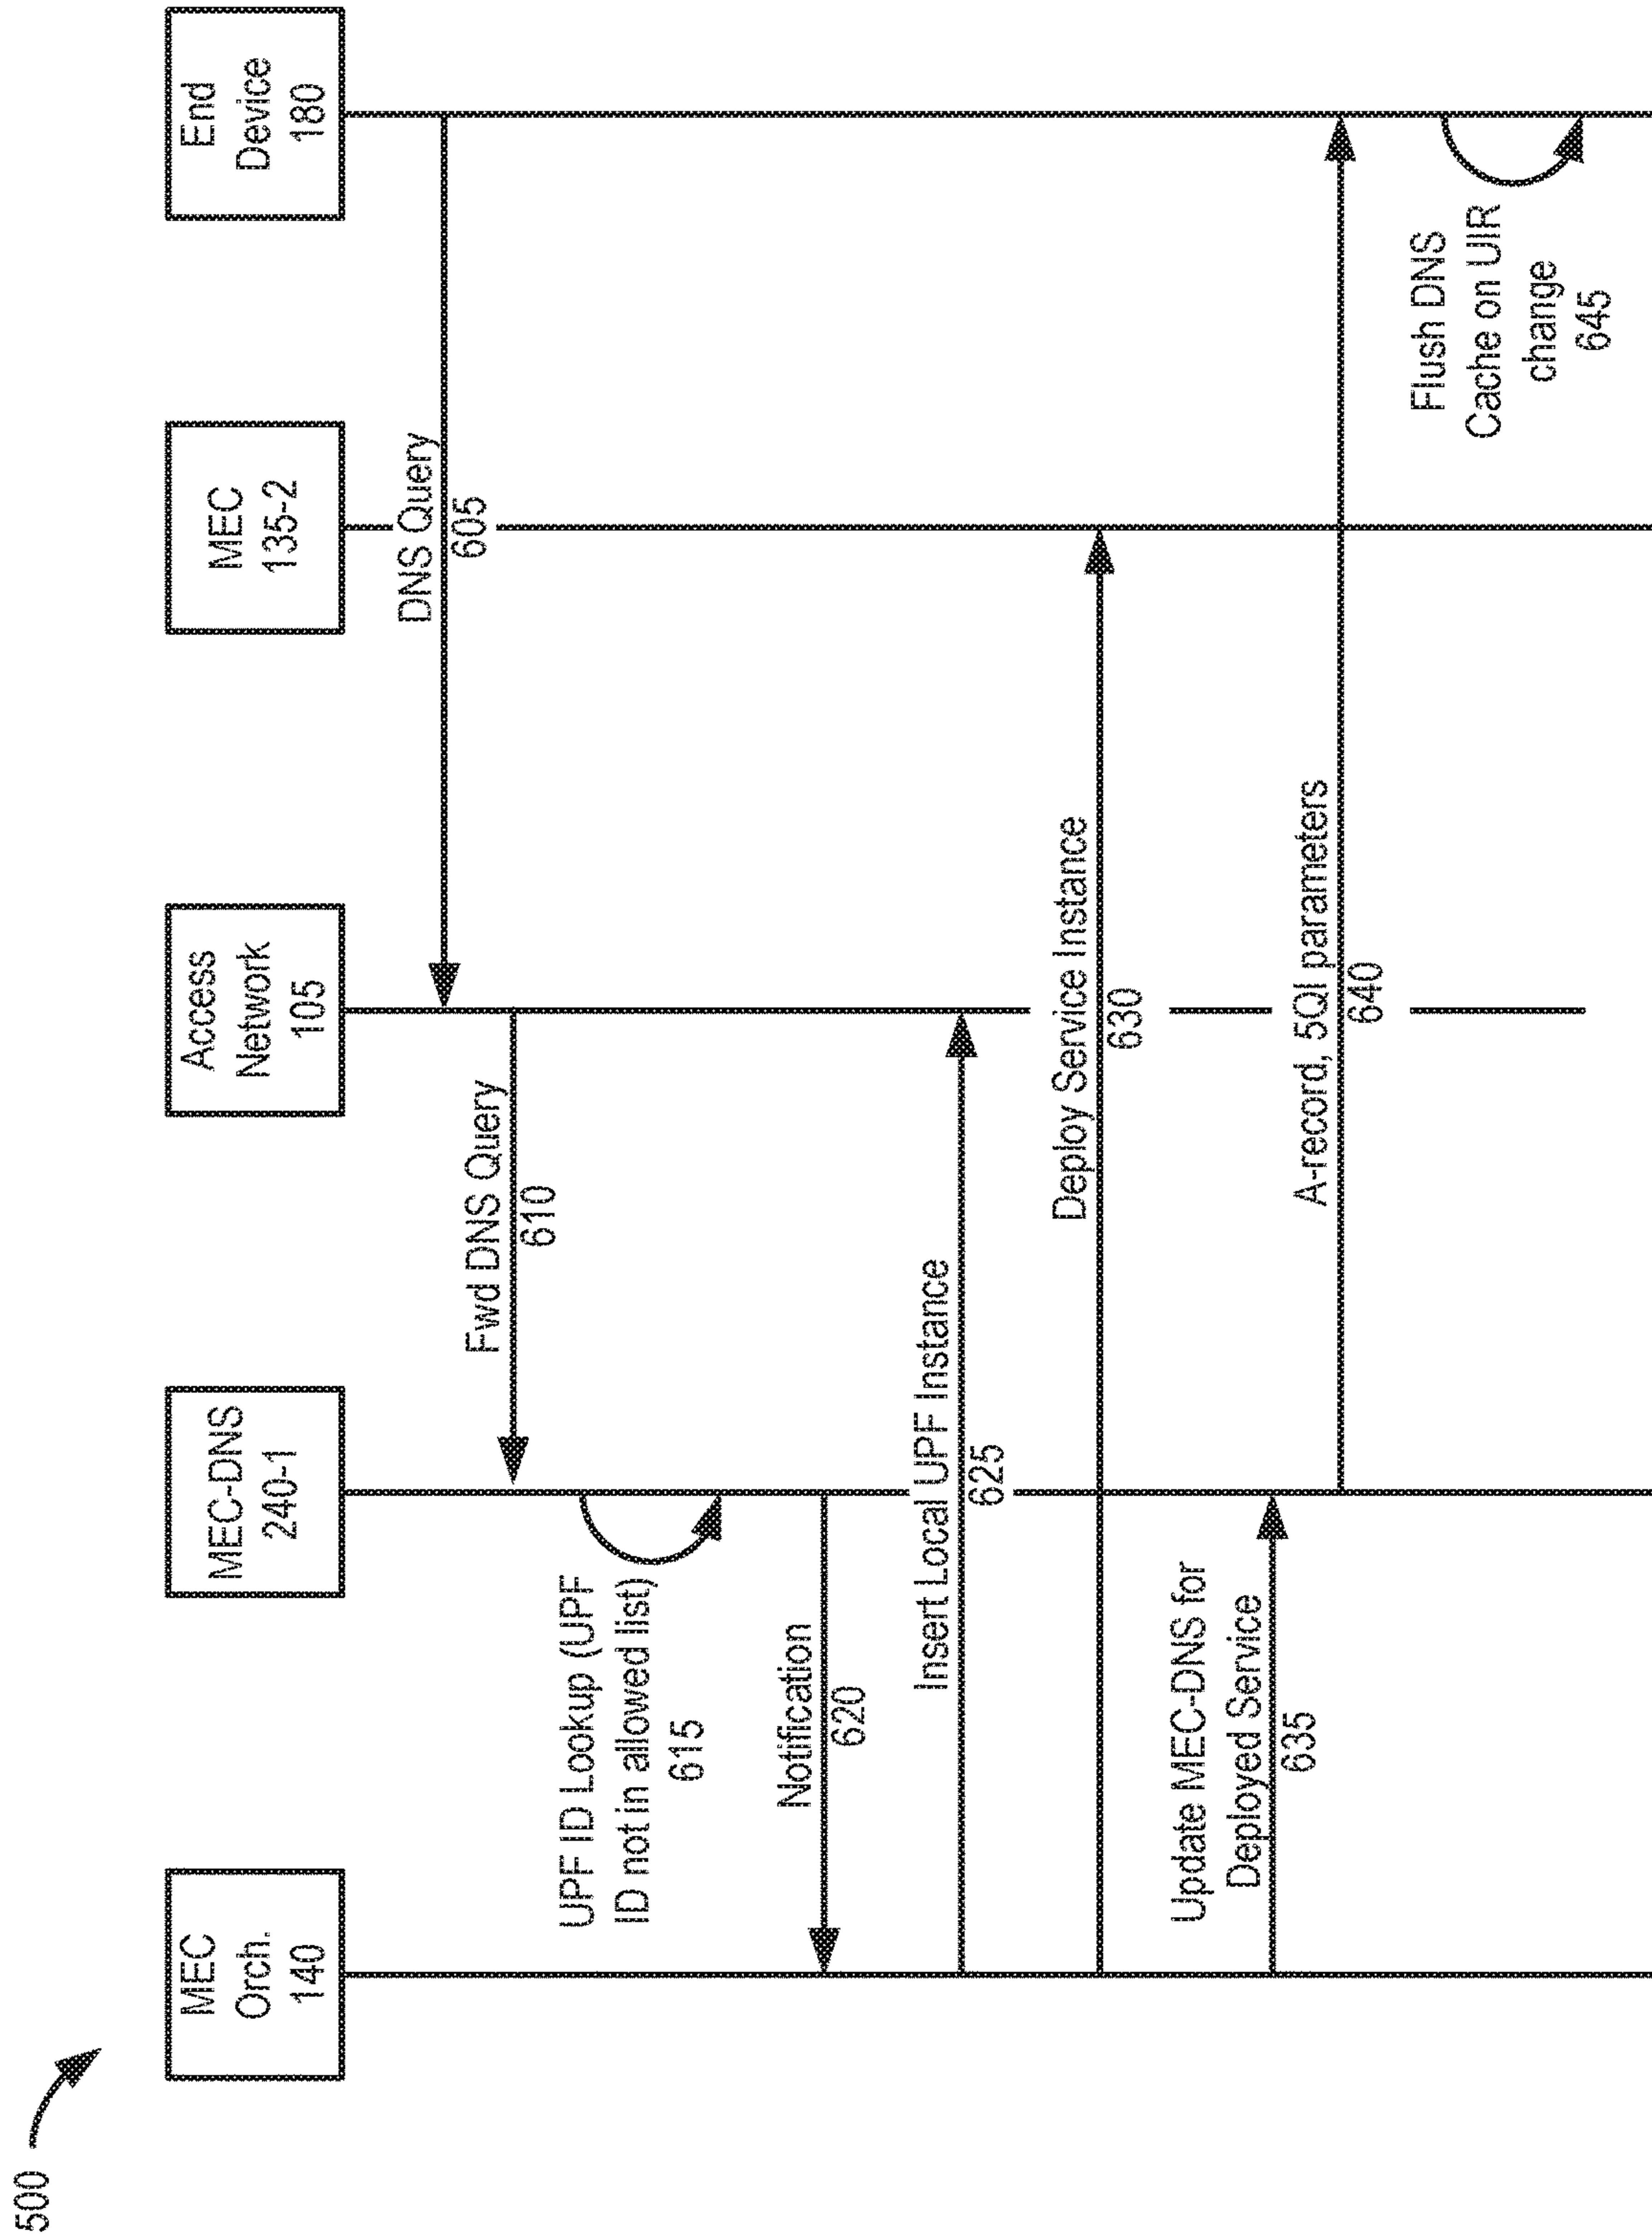 500
MEC
Orch.
140
MEC-DNS
240-1
Access
Network
105
MEC
135-2
End
Device
180
DNS Query
605
Fwd DNS Query
610
UPF ID Lookup (UPF
ID not in allowed list)
615
Notification
620
Insert Local UPF Instance
625
Deploy Service Instance
630
Update MEC-DNS for
Deployed Service
635
A-record, 5QI parameters
640
Flush DNS
Cache on UIR
change
645